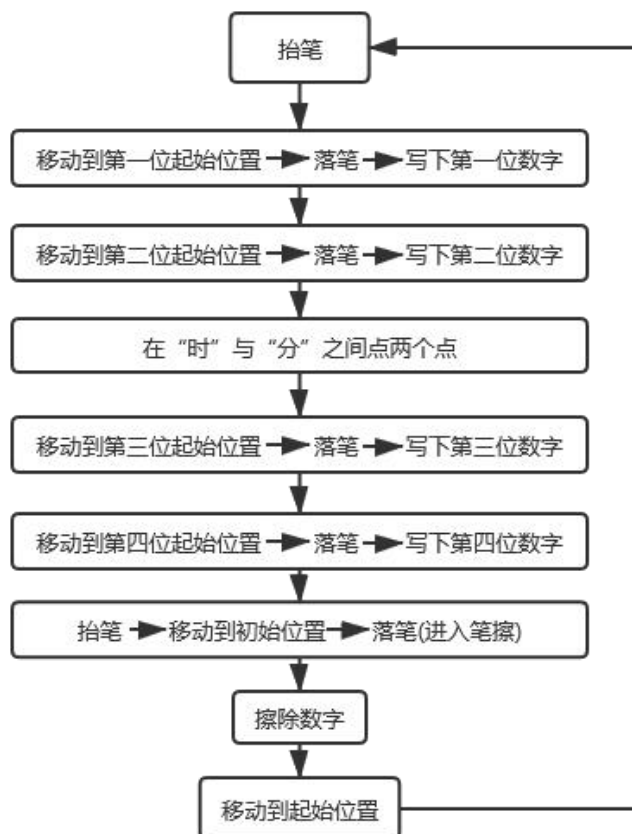 抬笔
移动到第一位起始位置 落笔 写下第一位数字
移动到第二位起始位置 落笔 写下第二位数字
在“时”与“分”之间点两个点
移动到第三位起始位置 落笔 写下第三位数字
移动到第四位起始位置 落笔 写下第四位数字
抬笔 移动到初始位置 落笔(进入笔擦)
擦除数字
移动到起始位置